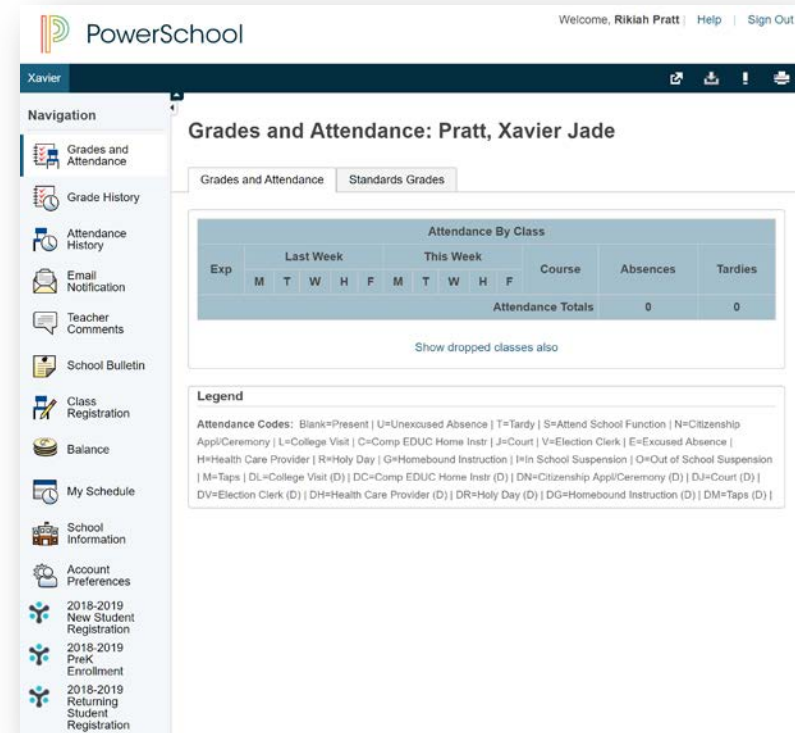 PowerSchool
Welcome, Rikiah Pratt | Help | Sign Out
Xavier
Navigation
Grades and
Attendance
Grade History
Attendance
History
Email
Notification
Teacher
Comments
School Bulletin
Class
Registration
Balance
My Schedule
School
Information
Account
Preferences
2018-2019
New Student
Registration
2018-2019
PreK
Enrollment
2018-2019
Returning
Student
Registration
Grades and Attendance: Pratt, Xavier Jade
Grades and Attendance Standards Grades
Attendance By Class
Exp Last Week This Week Course Absences Tardies
M T W H F M T W H F
Attendance Totals 0 0
Show dropped classes also
Legend
Attendance Codes: Blank=Present | U=Unexcused Absence | T=Tardy | S=Attend School Function | N=Citizenship
Appl/Ceremony | L=College Visit | C=Comp EDUC Home Instr | J=Court | V=Election Clerk | E=Excused Absence |
H=Health Care Provider | R=Holy Day | G=Homebound Instruction | I=In School Suspension | O=Out of School Suspension
| M=Taps | DL=College Visit (D) | DC=Comp EDUC Home Instr (D) | DN=Citizenship Appl/Ceremony (D) | DJ=Court (D) |
DV=Election Clerk (D) | DH=Health Care Provider (D) | DR=Holy Day (D) | DG=Homebound Instruction (D) | DM=Taps (D) |